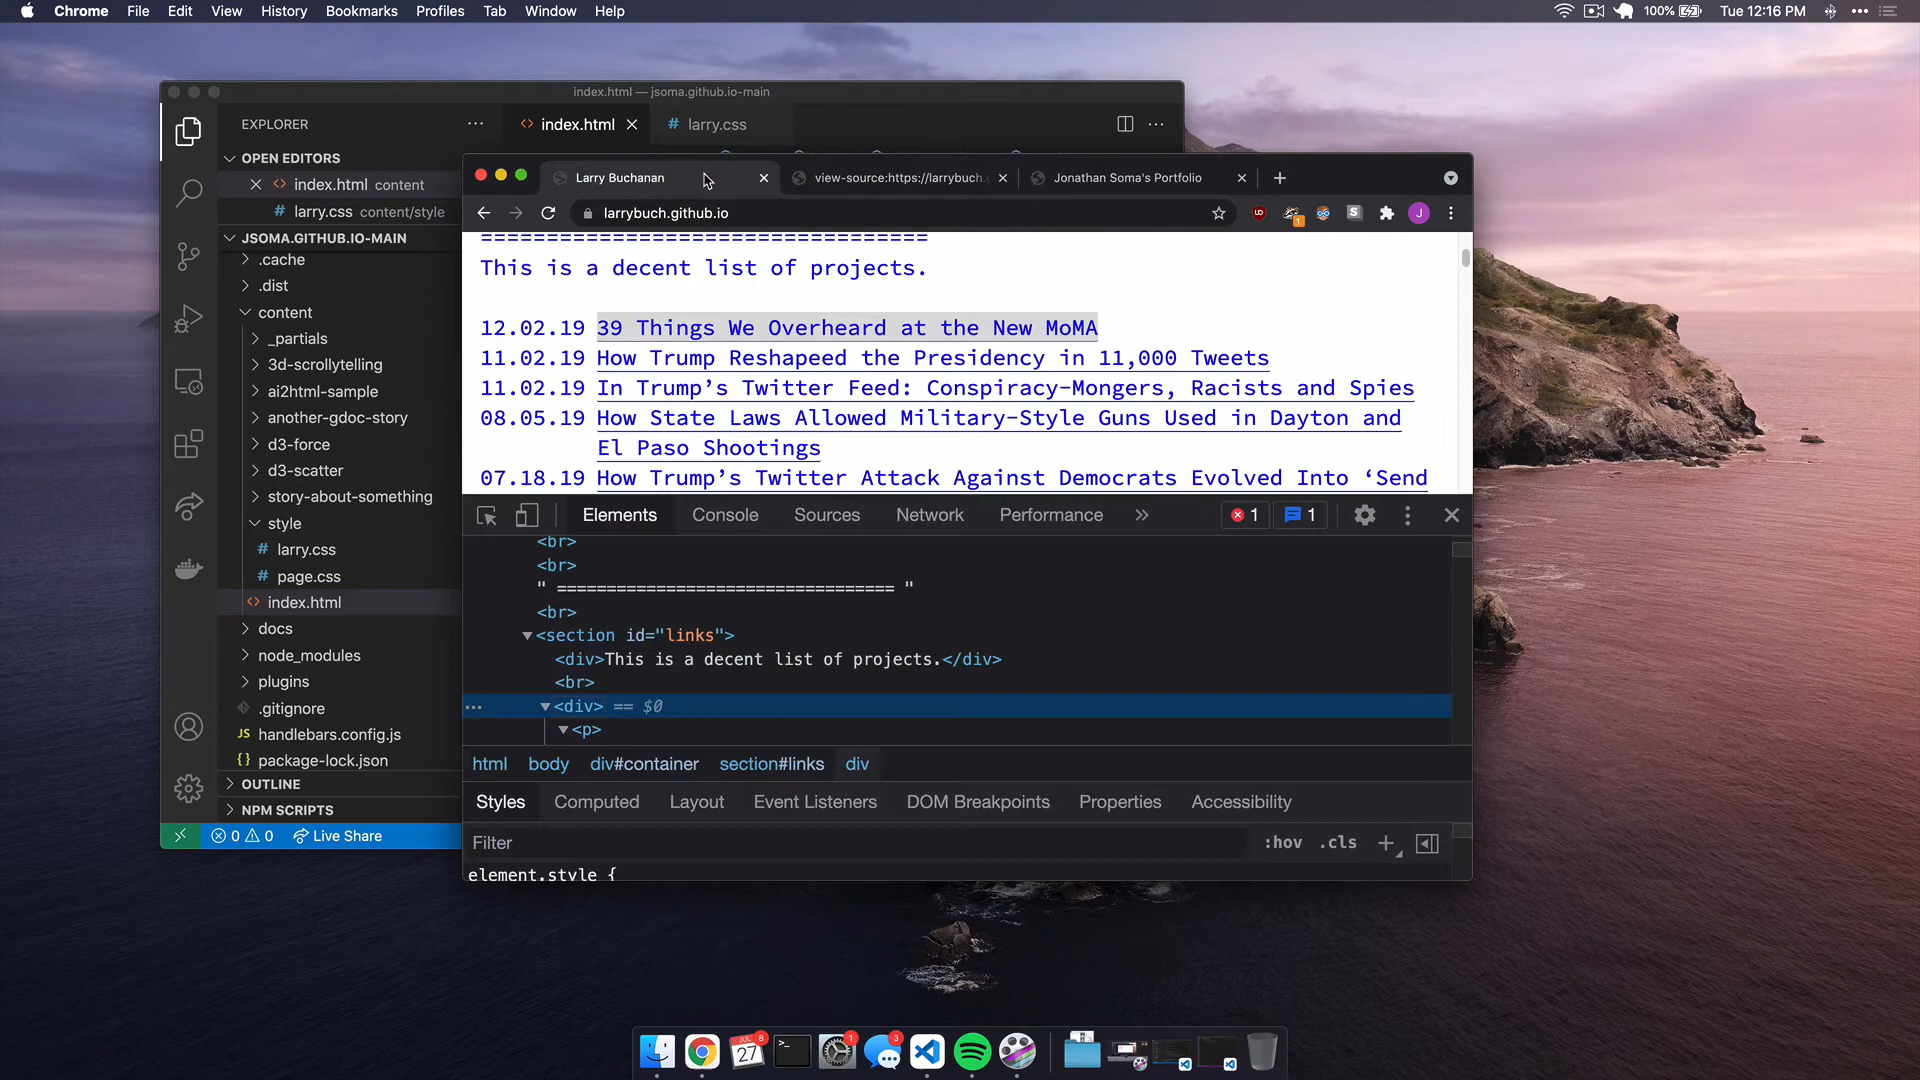 Chrome File Edit View History Bookmarks Profiles Tab Window Help
100% Tue 12:16 PM
index.html — jsoma.github.io-main
EXPLORER
index.html
# larry.css
OPEN EDITORS
index.html content
# larry.css content/style
JSOMA.GITHUB.IO-MAIN
.cache
.dist
content
_partials
3d-scrollytelling
ai2html-sample
another-gdoc-story
d3-force
d3-scatter
story-about-something
style
# larry.css
# page.css
index.html
docs
node_modules
plugins
.gitignore
JS handlebars.config.js
{} package-lock.json
OUTLINE
NPM SCRIPTS
0 0 Live Share
Larry Buchanan
view-source:https://larrybuch.
Jonathan Soma's Portfolio
larrybuch.github.io
1
J
==================================
This is a decent list of projects.
12.02.19 39 Things We Overheard at the New MoMA
11.02.19 How Trump Reshapeed the Presidency in 11,000 Tweets
11.02.19 In Trump’s Twitter Feed: Conspiracy-Mongers, Racists and Spies
08.05.19 How State Laws Allowed Military-Style Guns Used in Dayton and
El Paso Shootings
07.18.19 How Trump’s Twitter Attack Against Democrats Evolved Into ‘Send
Elements Console Sources Network Performance » 1 1
<br>
<br>
" ================================== "
<br>
<section id="links">
<div>This is a decent list of projects.</div>
<br>
<div> == $0
<p>
html body div#container section#links div
Styles Computed Layout Event Listeners DOM Breakpoints Properties Accessibility
Filter
:hov .cls +
element.style {
JUL
27
8
>_
1
3